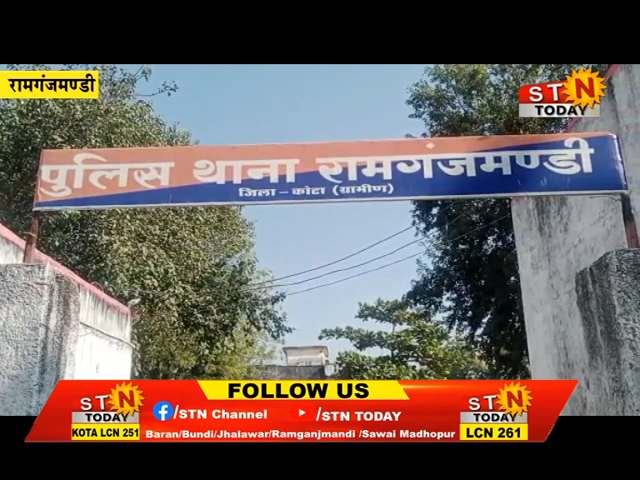 रामगंजमण्डी
STN
TODAY
पुलिस थाना रामगंजमण्डी
जिला - कोटा (ग्रामीण)
FOLLOW US
STN
TODAY
KOTA LCN 251
/STN Channel
/STN TODAY
Baran/Bundi/Jhalawar/Ramganjmandi /Sawai Madhopur
STN
TODAY
LCN 261